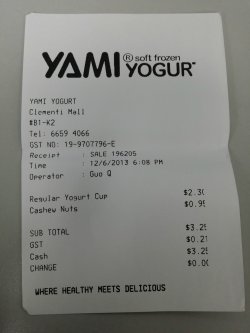 YAMI® soft frozen
YOGUR
YAMI YOGURT
Clementi Mall
#B1-K2
Tel: 6659 4066
GST NO: 19-9707796-E
Receipt : SALE 196205
Time : 12/6/2013 6:08 PM
Operator : Guo Q
Regular Yogurt Cup $2.30
Cashew Nuts $0.95
SUB TOTAL $3.25
GST $0.21
Cash $3.25
CHANGE $0.00
WHERE HEALTHY MEETS DELICIOUS